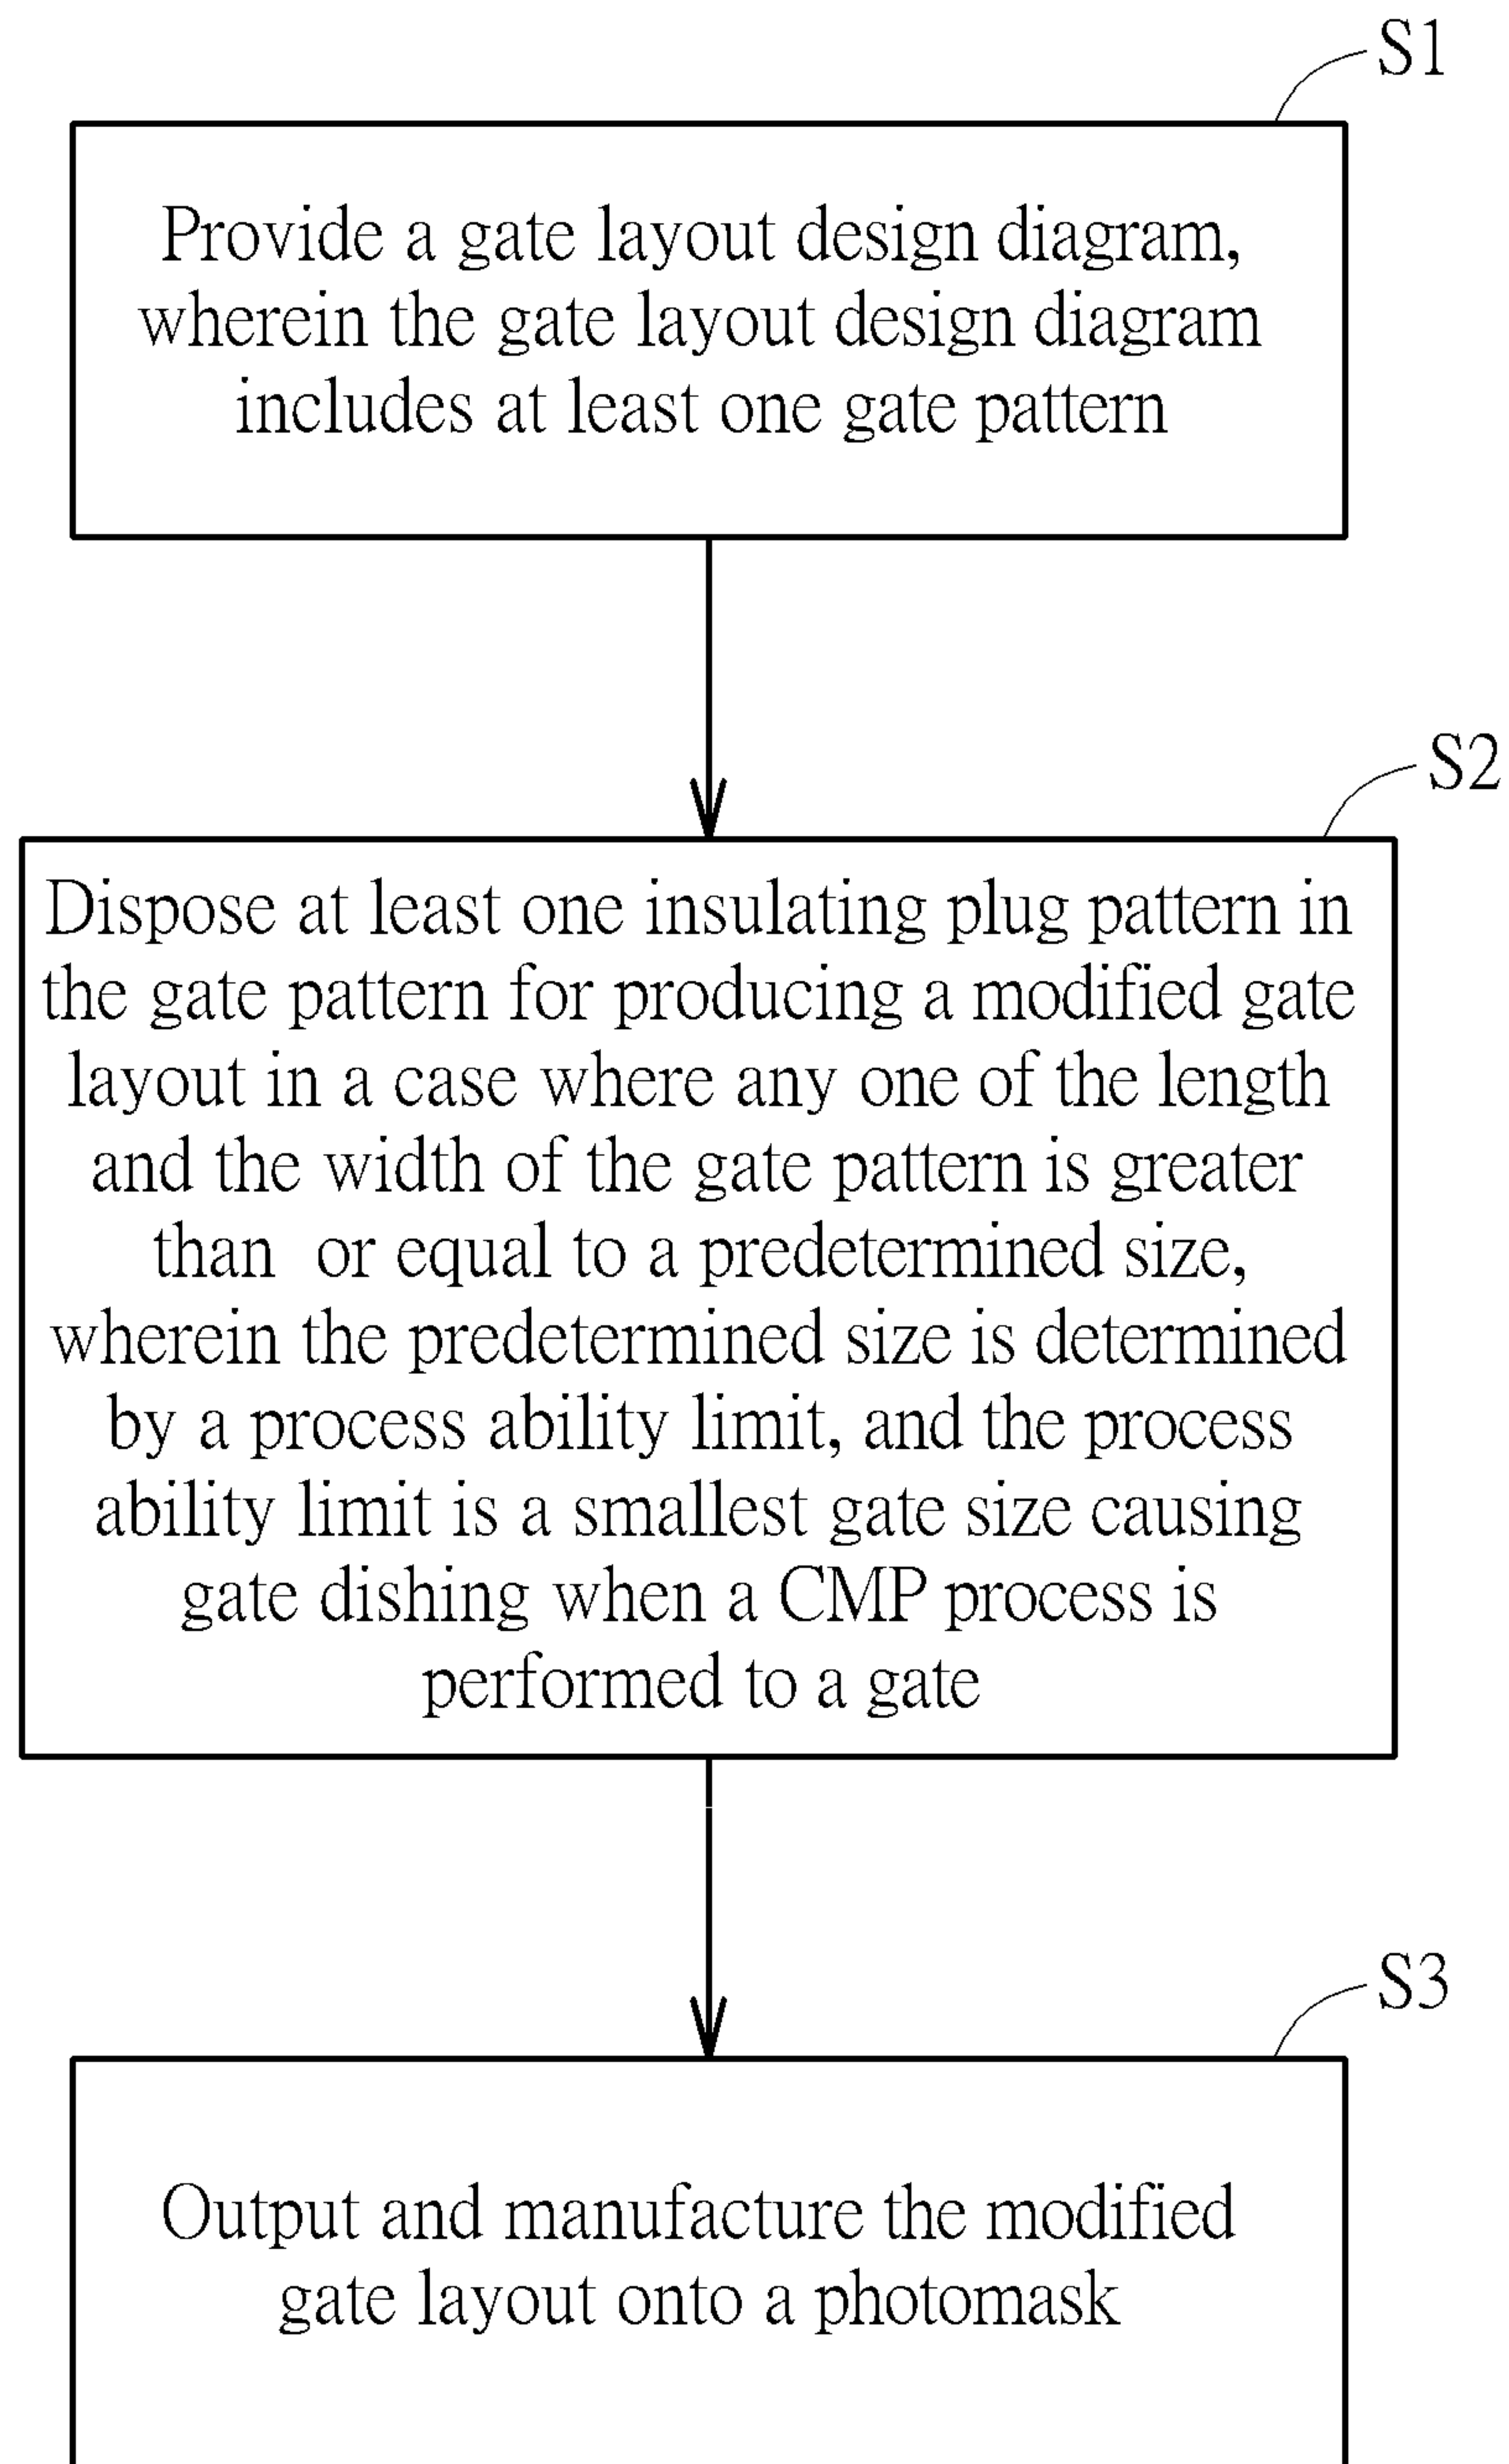 S1
Provide a gate layout design diagram,
wherein the gate layout design diagram
includes at least one gate pattern
S2
Dispose at least one insulating plug pattern in
the gate pattern for producing a modified gate
layout in a case where any one of the length
and the width of the gate pattern is greater
than or equal to a predetermined size,
wherein the predetermined size is determined
by a process ability limit, and the process
ability limit is a smallest gate size causing
gate dishing when a CMP process is
performed to a gate
S3
Output and manufacture the modified
gate layout onto a photomask